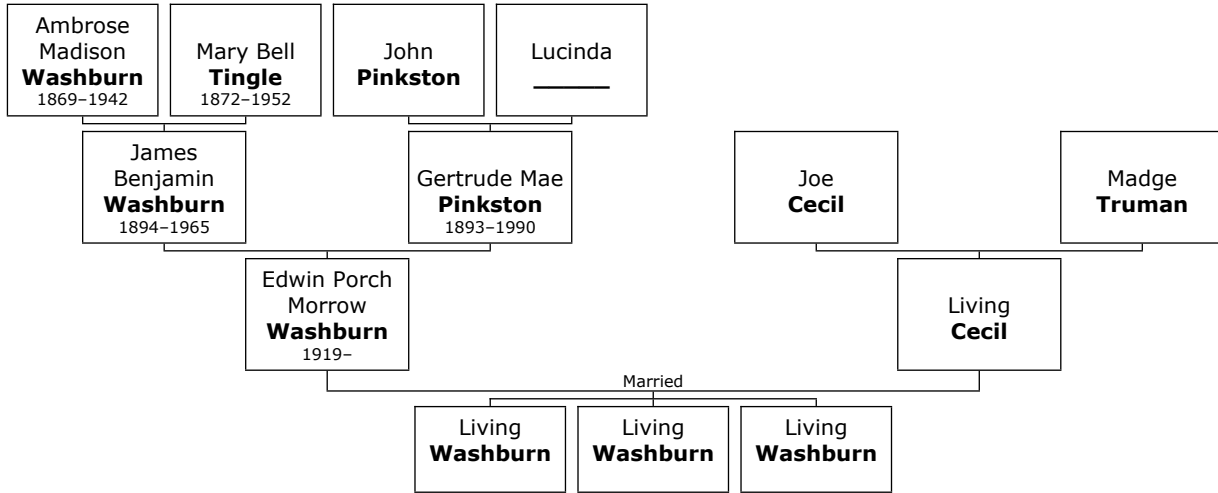 Ambrose
Madison
Washburn
1869–1942
Mary Bell
Tingle
1872–1952
John
Pinkston
Lucinda
______
James
Benjamin
Washburn
1894–1965
Gertrude Mae
Pinkston
1893–1990
Joe
Cecil
Madge
Truman
Edwin Porch
Morrow
Washburn
1919–
Living
Cecil
Married
Living
Washburn
Living
Washburn
Living
Washburn